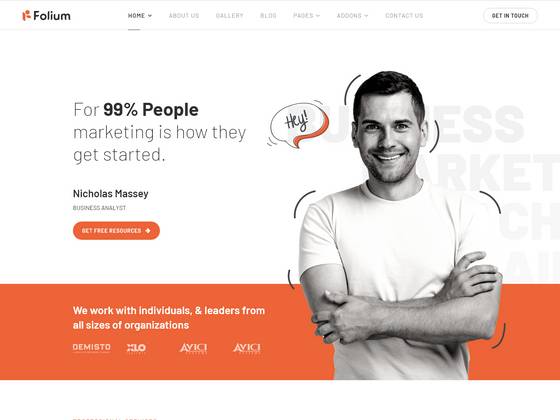 Folium
HOME
ABOUT US
GALLERY
BLOG
PAGES
ADDONS
CONTACT US
GET IN TOUCH
For 99% People
marketing is how they
get started.
Hey!
Nicholas Massey
BUSINESS ANALYST
GET FREE RESOURCES
We work with individuals, & leaders from
all sizes of organizations
DEMISTO
AVICI
AVICI